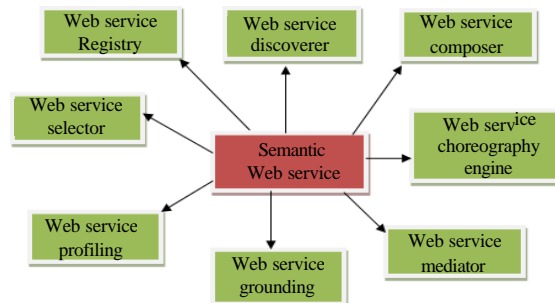 Web service
Registry
Web service
discoverer
Web service
composer
Web service
selector
Semantic
Web service
Web service
choreography
engine
Web service
profiling
Web service
grounding
Web service
mediator